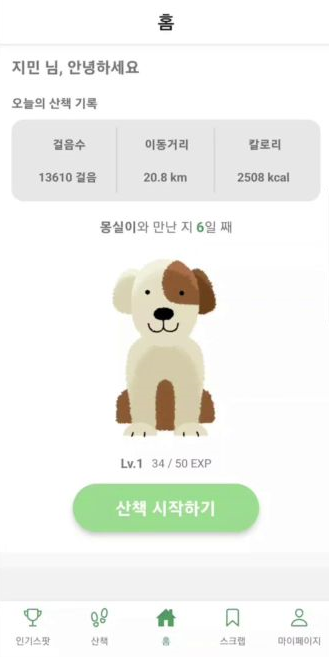 홈
지민 님, 안녕하세요
오늘의 산책 기록
걸음수 이동거리 칼로리
13610 걸음 20.8 km 2508 kcal
몽실이와 만난 지 6일 째
Lv.1 34 / 50 EXP
산책 시작하기
인기스팟 산책 홈 스크랩 마이페이지